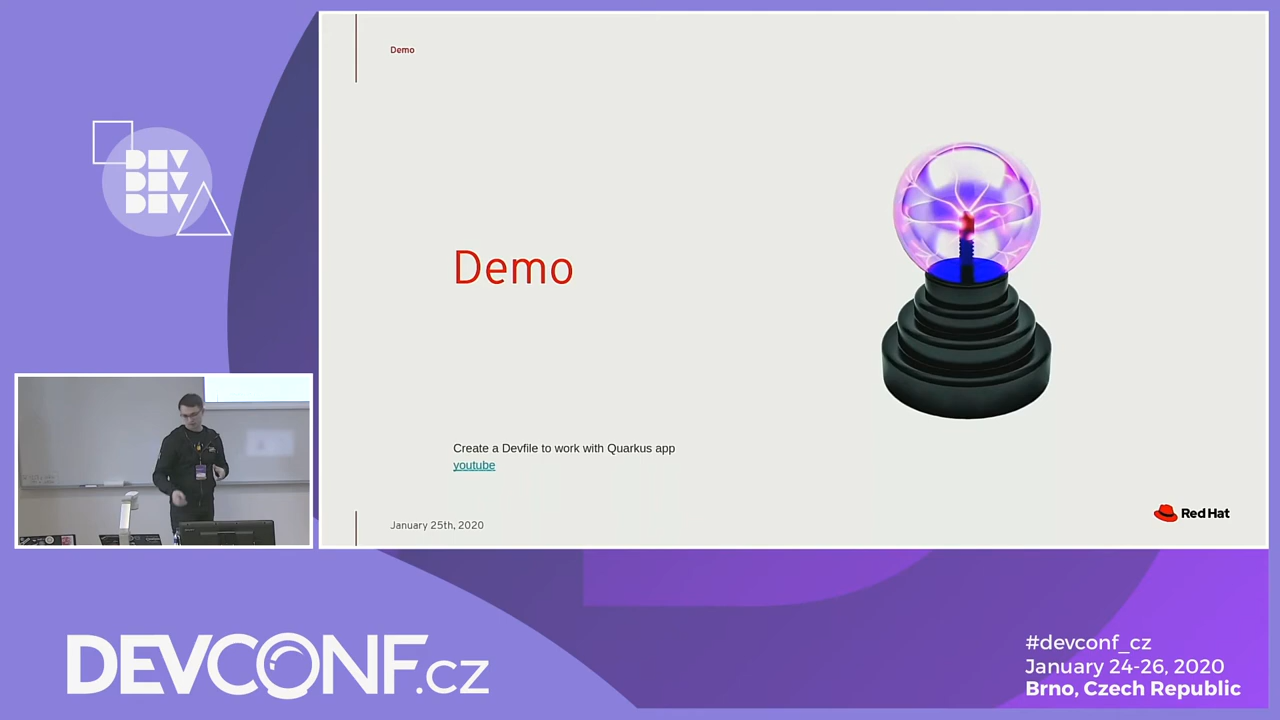 Demo
Demo
Create a Devfile to work with Quarkus app
youtube
January 25th, 2020
Red Hat
DEV
DEV
DEV
DEVCONF.cz
#devconf_cz
January 24-26, 2020
Brno, Czech Republic